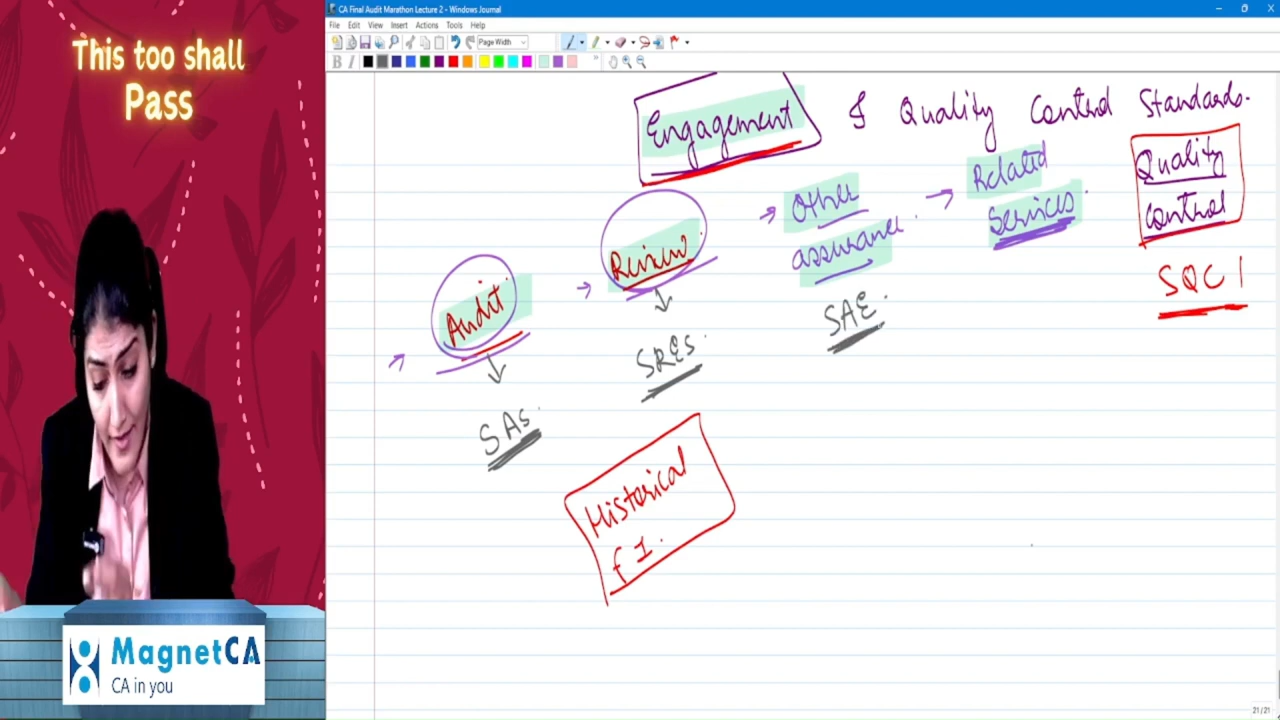 This too shall
Pass
MagnetCA
CA in you
CA Final Audit Marathon Lecture 2 - Windows Journal
File Edit View Insert Actions Tools Help
Page Width
B I
Engagement & Quality Control Standards.
Audit
SAs.
Review
SREs.
Historical
f I.
Other
assurance
SAE.
Related
Services
Quality
Control
SQC 1
21 / 21